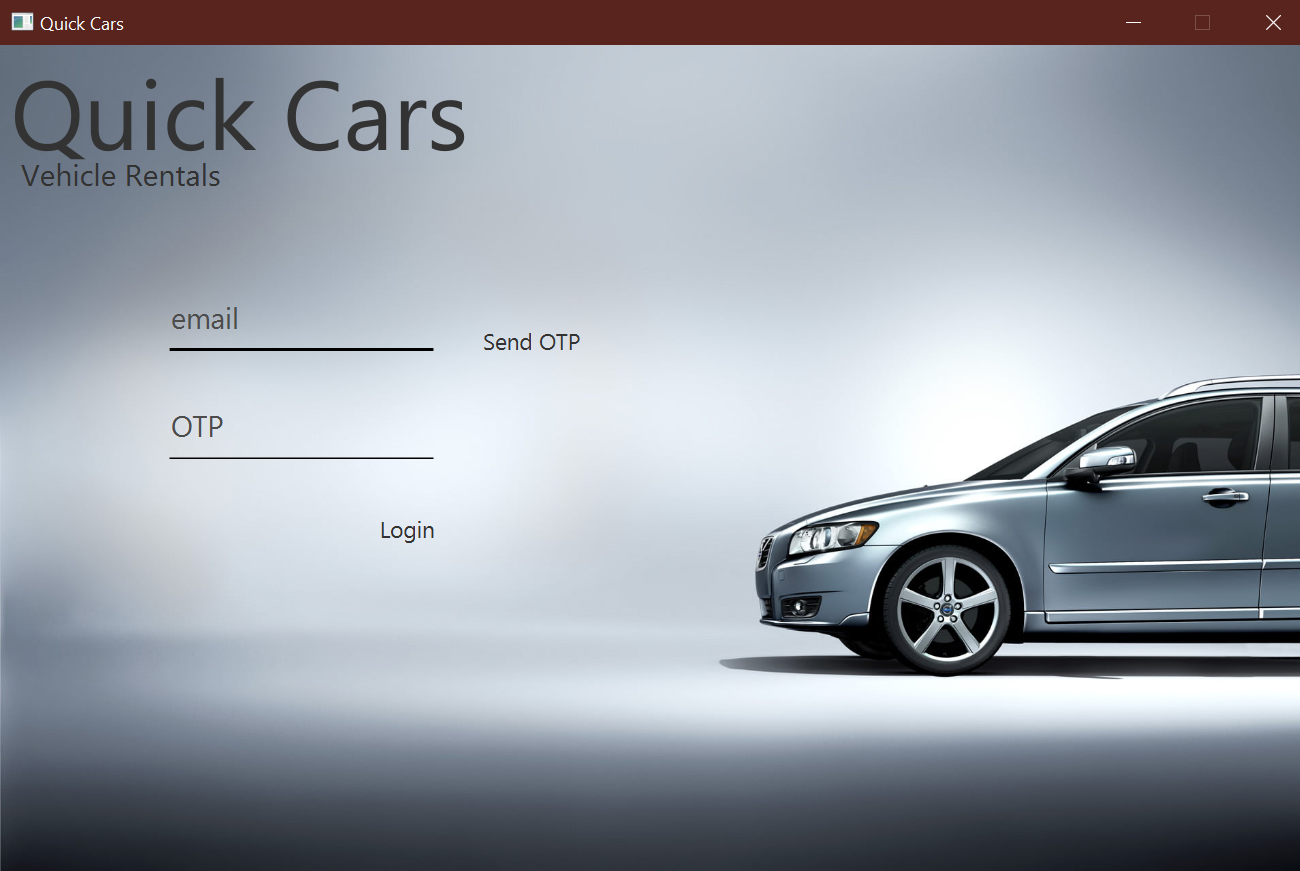 Quick Cars
Quick Cars
Vehicle Rentals
email
Send OTP
OTP
Login